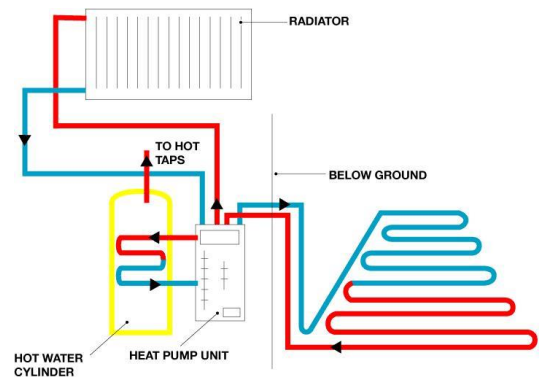 RADIATOR
TO HOT
TAPS
BELOW GROUND
HOT WATER
CYLINDER
HEAT PUMP UNIT